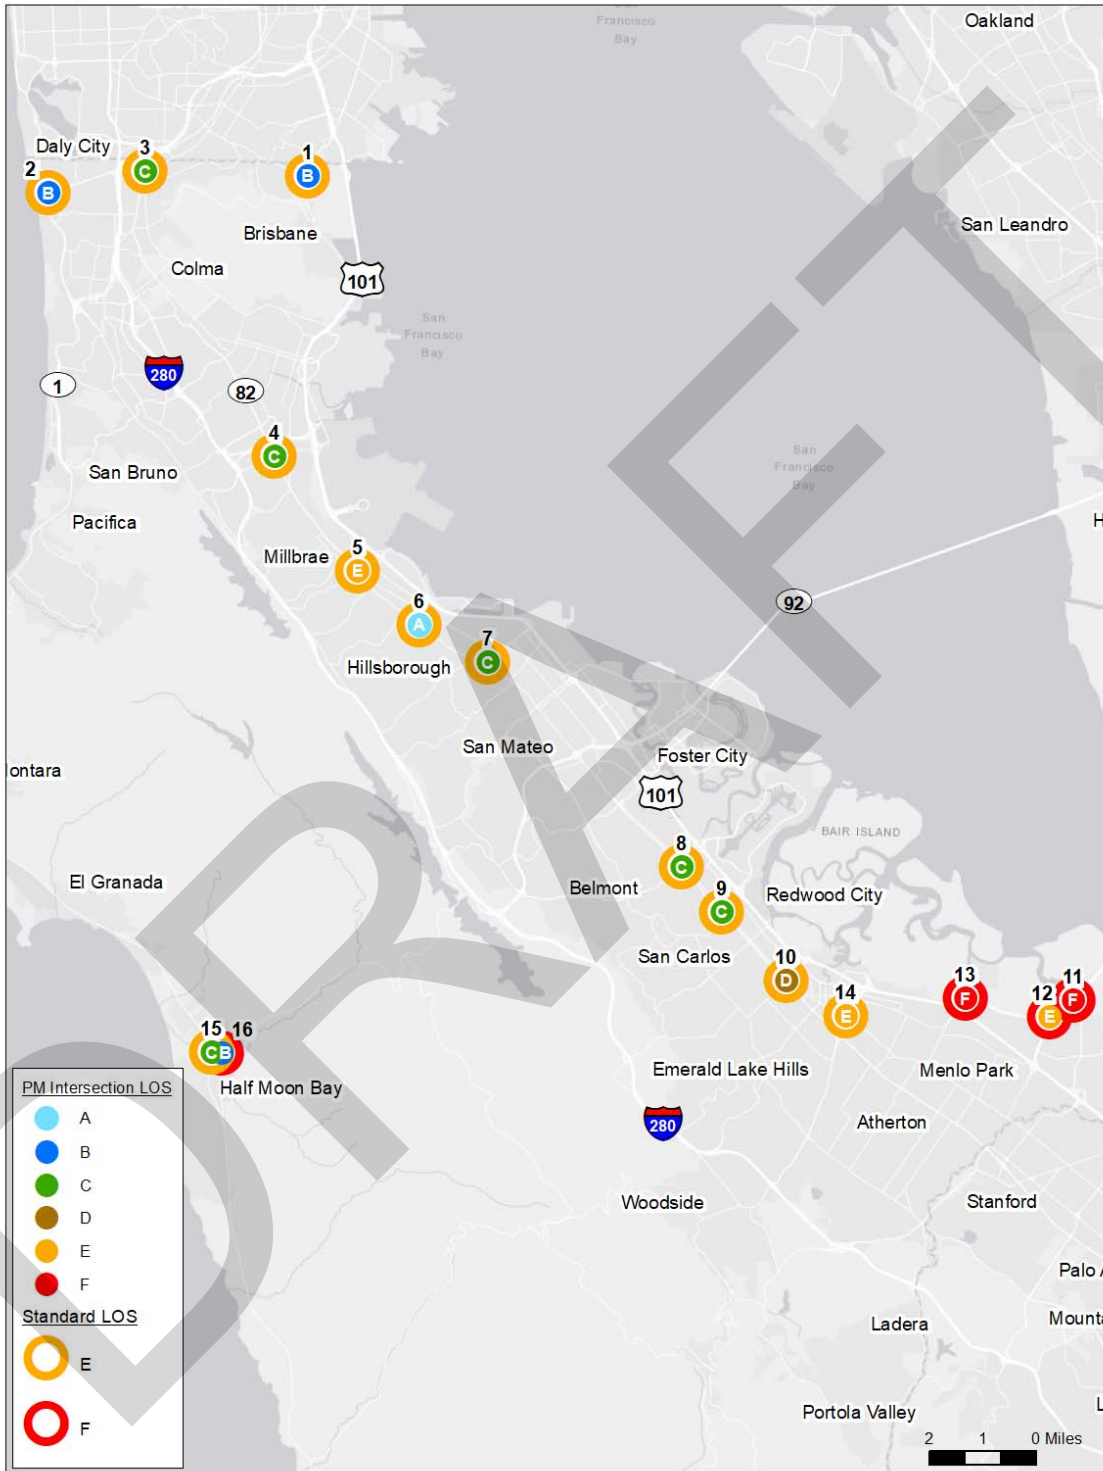 San
Francisco
Bay
Oakland
Daly City
3
C
1
B
2
B
Brisbane
San Leandro
Colma
101
San
Francisco
Bay
280
1
82
4
C
San
Francisco
Bay
San Bruno
Pacifica
H
Millbrae
5
E
6
A
92
7
C
Hillsborough
San Mateo
Foster City
ontara
101
BAIR ISLAND
8
C
El Granada
Belmont
9
C
Redwood City
San Carlos
10
D
14
E
13
F
12
E
11
F
15
C
16
B
Half Moon Bay
Emerald Lake Hills
Menlo Park
280
Atherton
Woodside
Stanford
Palo A
Ladera
Mounta
Portola Valley
L
PM Intersection LOS
A
B
C
D
E
F
Standard LOS
E
F
2 1 0 Miles
DRAFT